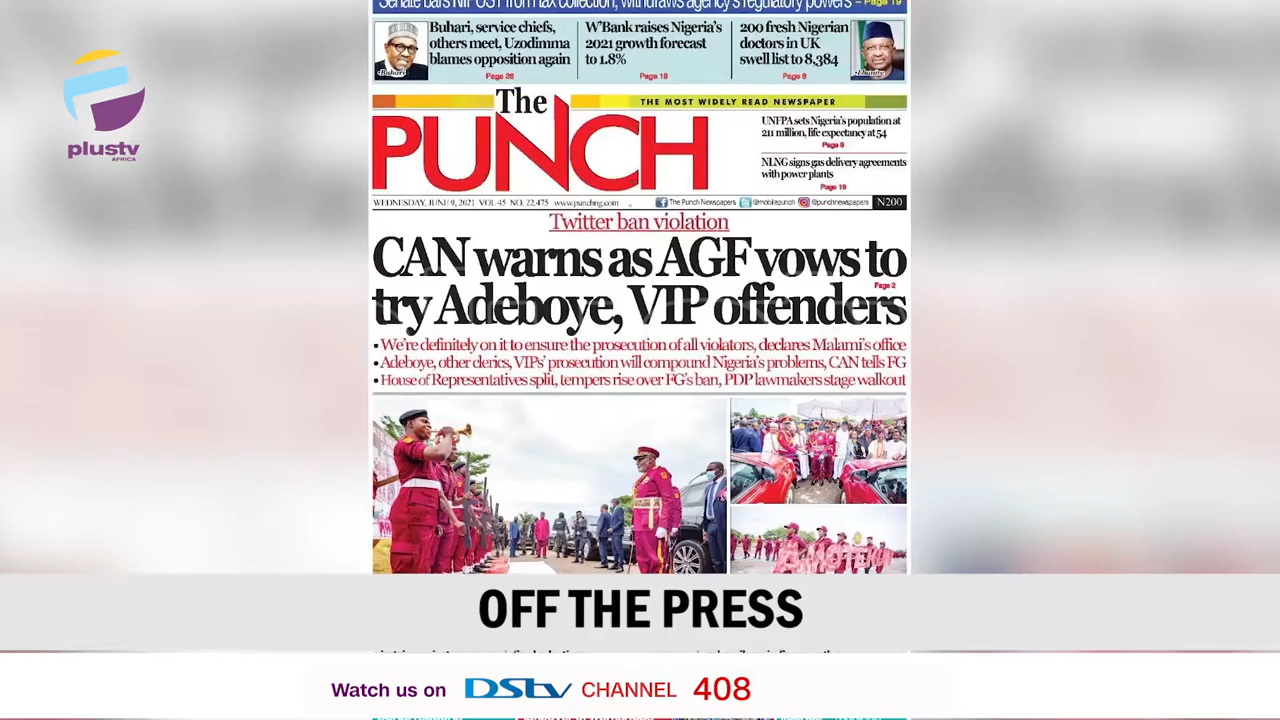 Senate bars NIPOST from tax collection, withdraws agency's regulatory powers – Page 19
Buhari, service chiefs,
others meet, Uzodimma
blames opposition again
Page 26
Buhari
W'Bank raises Nigeria's
2021 growth forecast
to 1.8%
Page 19
200 fresh Nigerian
doctors in UK
swell list to 8,384
Page 8
plustv
AFRICA
The
PUNCH
THE MOST WIDELY READ NEWSPAPER
UNFPA sets Nigeria's population at
211 million, life expectancy at 54
Page 9
NLNG signs gas delivery agreements
with power plants
Page 19
WEDNESDAY, JUNE 9, 2021 VOL. 45 NO. 22,475 www.punchng.com
The Punch Newspapers @mobilepunch @punchnewspapers N200
Twitter ban violation
CAN warns as AGF vows to
try Adeboye, VIP offenders
Page 2
• We're definitely on it to ensure the prosecution of all violators, declares Malami's office
• Adeboye, other clerics, VIPs' prosecution will compound Nigeria's problems, CAN tells FG
• House of Representatives split, tempers rise over FG's ban, PDP lawmakers stage walkout
OFF THE PRESS
Watch us on DStv CHANNEL 408